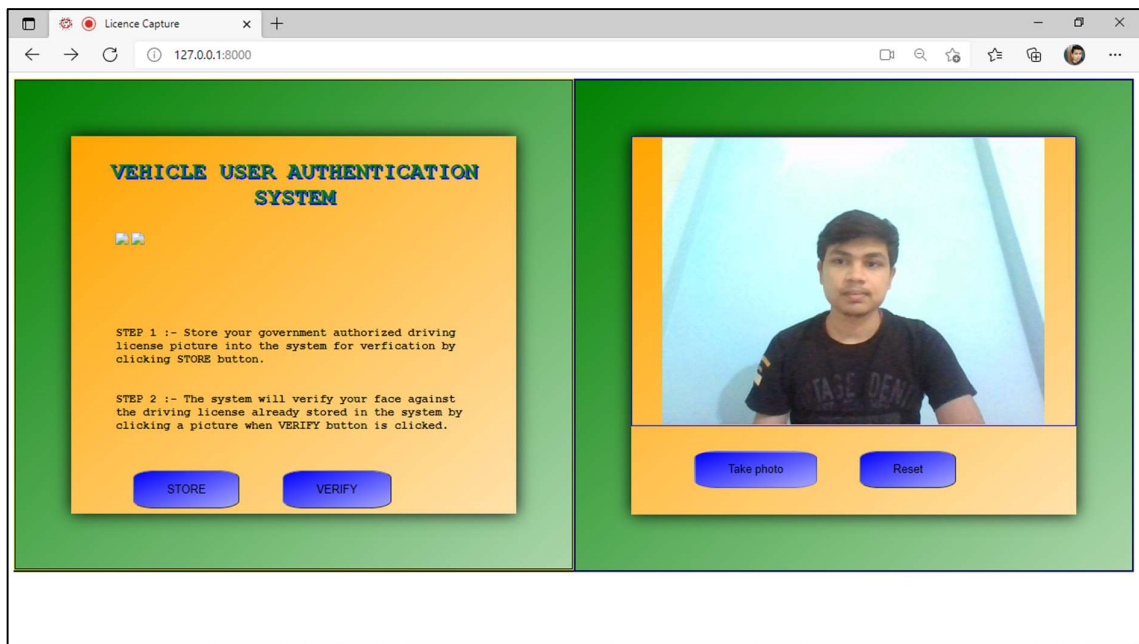 Licence Capture
127.0.0.1:8000
VEHICLE USER AUTHENTICATION
SYSTEM
STEP 1 :- Store your government authorized driving
license picture into the system for verfication by
clicking STORE button.
STEP 2 :- The system will verify your face against
the driving license already stored in the system by
clicking a picture when VERIFY button is clicked.
STORE
VERIFY
Take photo
Reset